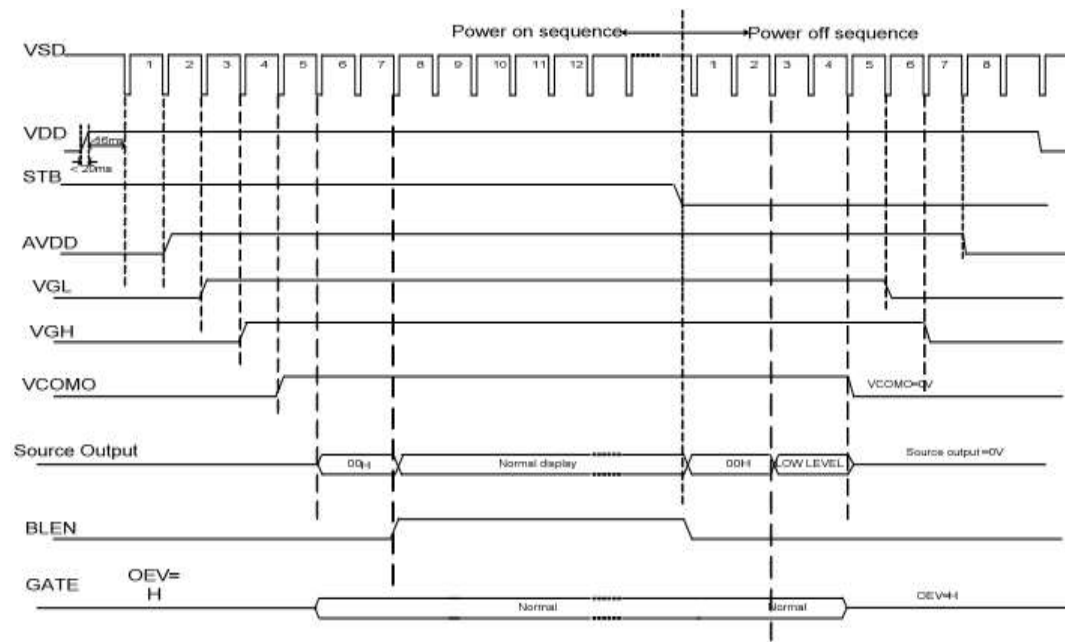 Power on sequence
Power off sequence
VSD
1 2 3 4 5 6 7 8 9 10 11 12
1 2 3 4 5 6 7 8
VDD
<16ms
< 20ms
STB
AVDD
VGL
VGH
VCOMO
VCOMO=0V
Source Output
00H
Normal display
00H
LOW LEVEL
Source output=0V
BLEN
GATE
OEV=
H
Normal
Normal
OEV=H